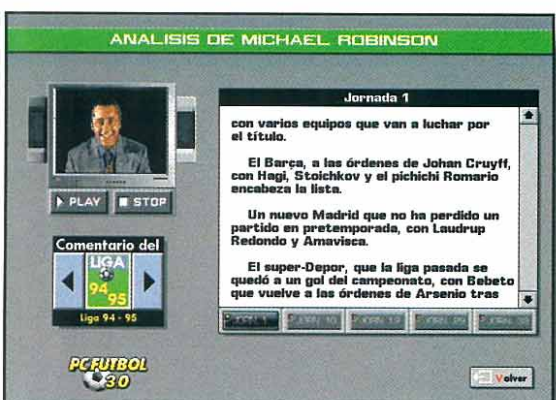 ANALISIS DE MICHAEL ROBINSON
Jornada 1
con varios equipos que van a luchar por
el título.
El Barça, a las órdenes de Johan Cruyff,
con Hagi, Stoichkov y el pichichi Romario
encabeza la lista.
Un nuevo Madrid que no ha perdido un
partido en pretemporada, con Laudrup
Redondo y Amavisca.
El super-Depor, que la liga pasada se
quedó a un gol del campeonato, con Bebeto
que vuelve a las órdenes de Arsenio tras
PLAY STOP
Comentario del
LIGA
94
95
Liga 94 - 95
JORN. 1
PC FUTBOL
3.0
Volver